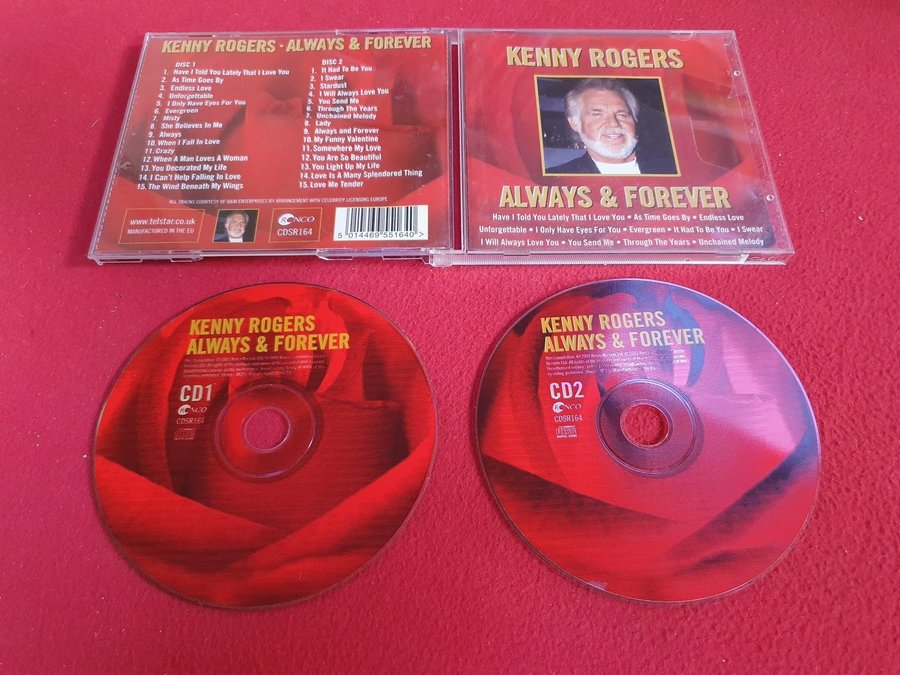 KENNY ROGERS · ALWAYS & FOREVER
DISC 1
1. Have I Told You Lately That I Love You
2. As Time Goes By
3. Endless Love
4. Unforgettable
5. I Only Have Eyes For You
6. Evergreen
7. Misty
8. She Believes In Me
9. Always
10. When I Fall In Love
11. Crazy
12. When A Man Loves A Woman
13. You Decorated My Life
14. I Can't Help Falling In Love
15. The Wind Beneath My Wings
DISC 2
1. It Had To Be You
2. I Swear
3. Stardust
4. I Will Always Love You
5. You Send Me
6. Through The Years
7. Unchained Melody
8. Lady
9. Always and Forever
10. My Funny Valentine
11. Somewhere My Love
12. You Are So Beautiful
13. You Light Up My Life
14. Love Is A Many Splendored Thing
15. Love Me Tender
ALL TRACKS COURTESY OF O&M ENTERPRISES BY ARRANGEMENT WITH CELEBRITY LICENSING EUROPE
www.telstar.co.uk
MANUFACTURED IN THE EU
RONCO
CDSR164
5 014469 551640 >
KENNY ROGERS
ALWAYS & FOREVER
Have I Told You Lately That I Love You • As Time Goes By • Endless Love
Unforgettable • I Only Have Eyes For You • Evergreen • It Had To Be You • I Swear
I Will Always Love You • You Send Me • Through The Years • Unchained Melody
KENNY ROGERS
ALWAYS & FOREVER
CD1
RONCO
CDSR164
KENNY ROGERS
ALWAYS & FOREVER
CD2
RONCO
CDSR164